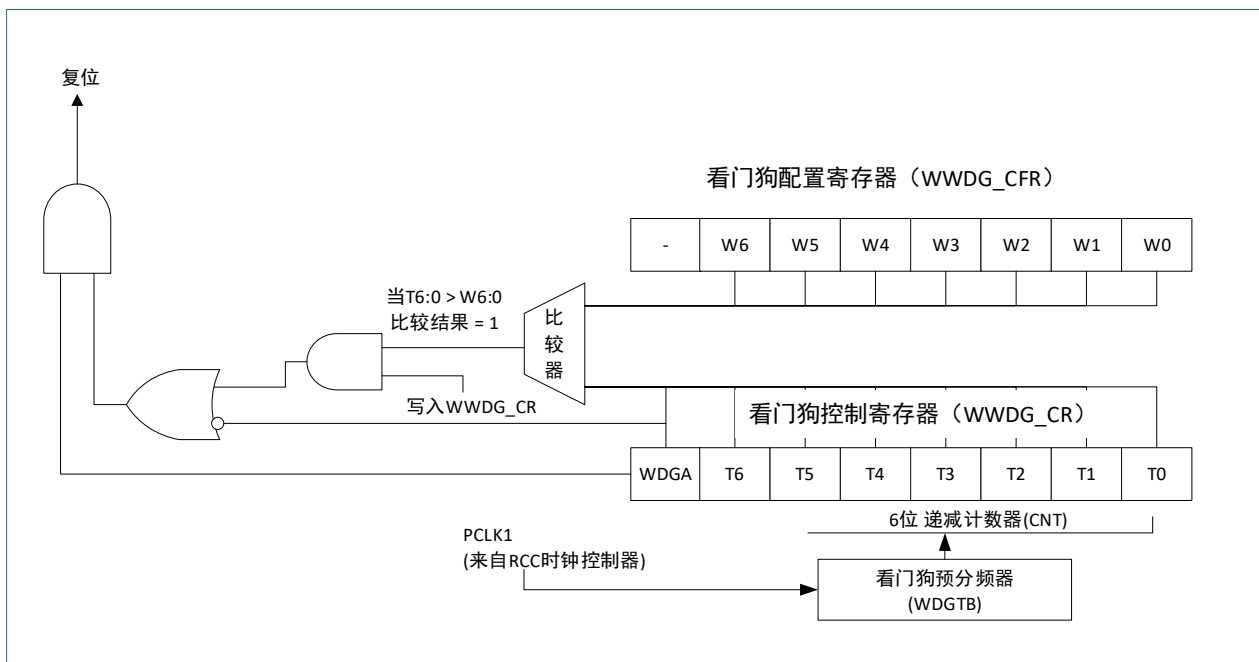 复位
看门狗配置寄存器（WWDG_CFR）
- W6 W5 W4 W3 W2 W1 W0
当T6:0 > W6:0
比较结果 = 1
比较器
写入WWDG_CR
看门狗控制寄存器（WWDG_CR）
WDGA T6 T5 T4 T3 T2 T1 T0
6位 递减计数器(CNT)
PCLK1
(来自RCC时钟控制器)
看门狗预分频器
(WDGTB)